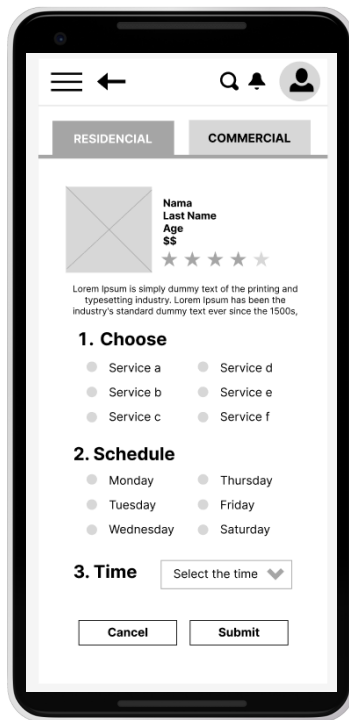 RESIDENCIAL COMMERCIAL
Nama
Last Name
Age
$$
Lorem Ipsum is simply dummy text of the printing and
typesetting industry. Lorem Ipsum has been the
industry's standard dummy text ever since the 1500s,
1. Choose
Service a Service d
Service b Service e
Service c Service f
2. Schedule
Monday Thursday
Tuesday Friday
Wednesday Saturday
3. Time Select the time
Cancel Submit